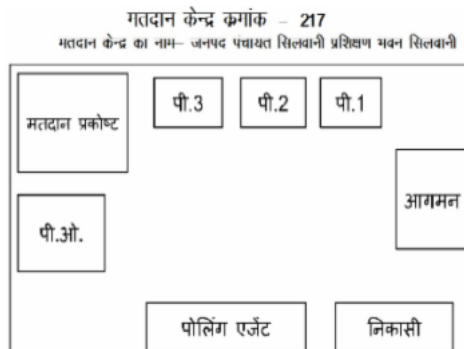 मतदान केन्द्र क्रमांक – 217
मतदान केन्द्र का नाम– जनपद पंचायत सिलवानी प्रशिक्षण भवन सिलवानी
मतदान प्रकोष्ट
पी.3
पी.2
पी.1
आगमन
पी.ओ.
पोलिंग एजेंट
निकासी